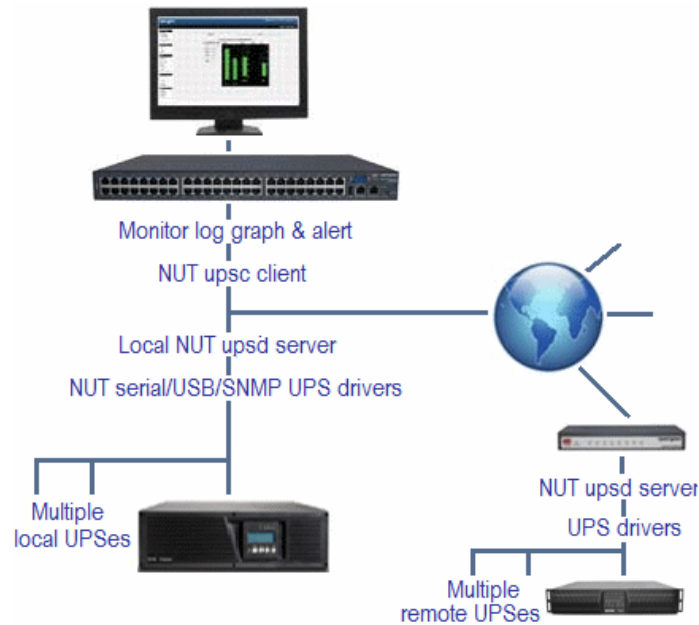 Monitor log graph & alert
NUT upsc client
Local NUT upsd server
NUT serial/USB/SNMP UPS drivers
Multiple
local UPSes
NUT upsd server
UPS drivers
Multiple
remote UPSes